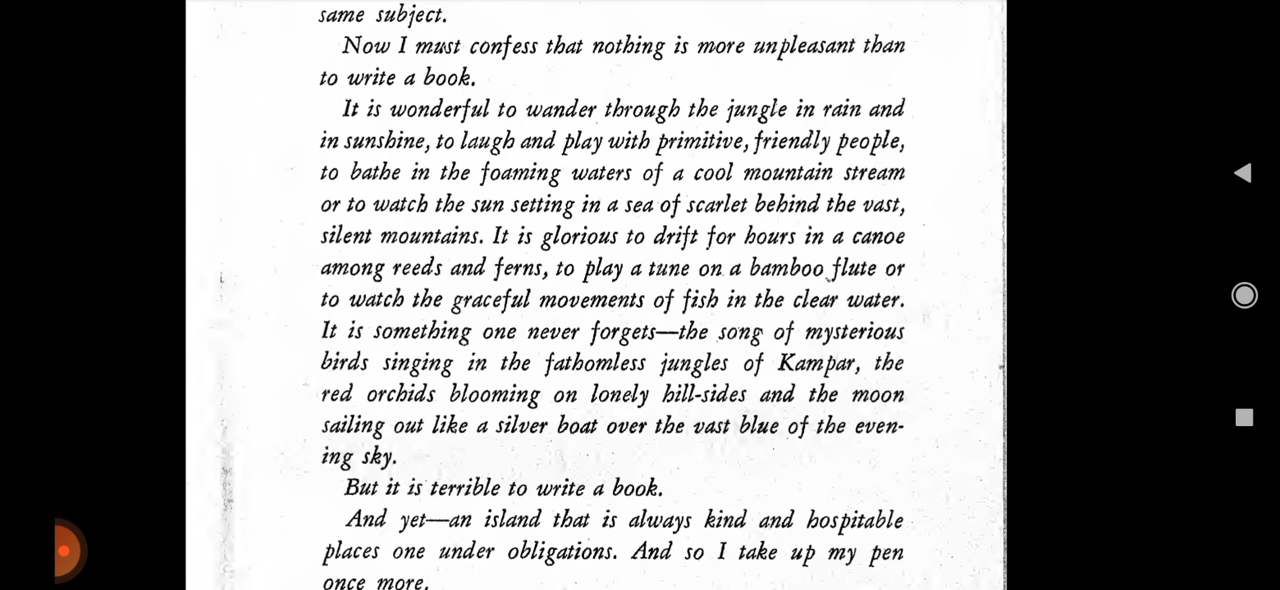 same subject.
Now I must confess that nothing is more unpleasant than
to write a book.
It is wonderful to wander through the jungle in rain and
in sunshine, to laugh and play with primitive, friendly people,
to bathe in the foaming waters of a cool mountain stream
or to watch the sun setting in a sea of scarlet behind the vast,
silent mountains. It is glorious to drift for hours in a canoe
among reeds and ferns, to play a tune on a bamboo flute or
to watch the graceful movements of fish in the clear water.
It is something one never forgets—the song of mysterious
birds singing in the fathomless jungles of Kampar, the
red orchids blooming on lonely hill-sides and the moon
sailing out like a silver boat over the vast blue of the even-
ing sky.
But it is terrible to write a book.
And yet—an island that is always kind and hospitable
places one under obligations. And so I take up my pen
once more.